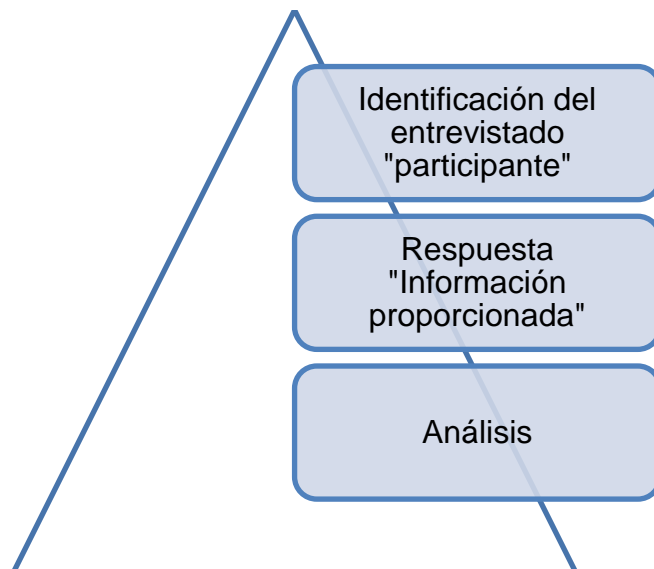 Identificación del
entrevistado
"participante"
Respuesta
"Información
proporcionada"
Análisis